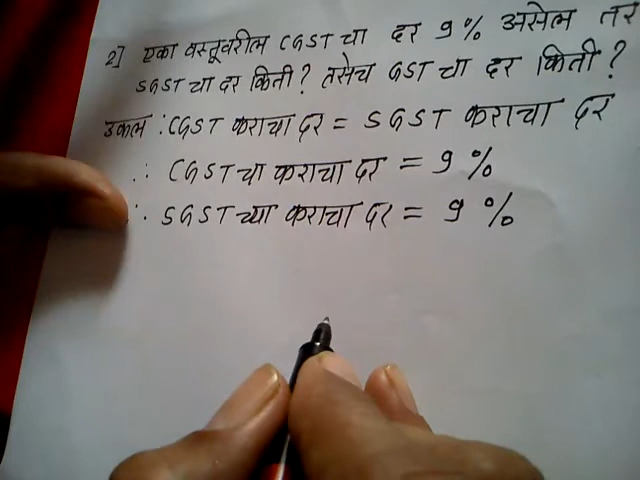 2] एका वस्तूवरील CGST चा दर 9 % असेल तर
SGST चा दर किती? तसेच GST चा दर किती?
उकल : CGST कराचा दर = SGST कराचा दर
∴ CGST चा कराचा दर = 9 %
∴ SGST च्या कराचा दर = 9 %